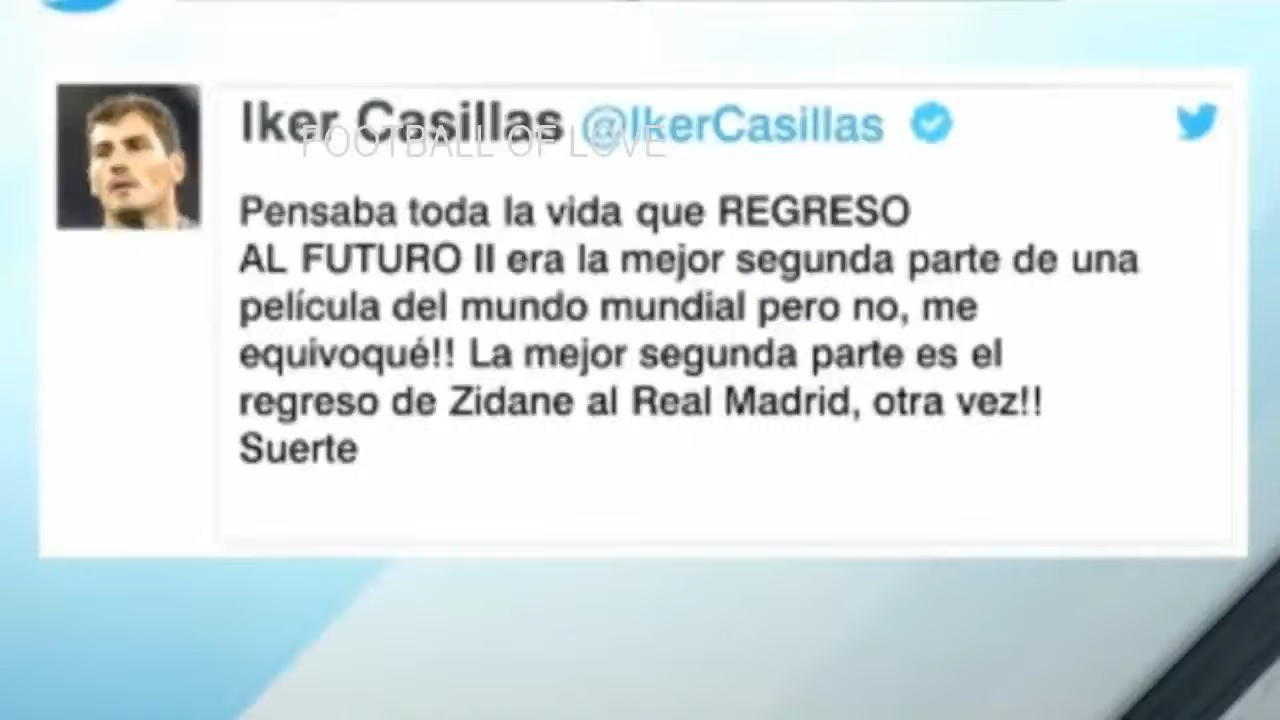 Iker Casillas @IkerCasillas
FOOTBALL OF LOVE
Pensaba toda la vida que REGRESO
AL FUTURO II era la mejor segunda parte de una
película del mundo mundial pero no, me
equivoqué!! La mejor segunda parte es el
regreso de Zidane al Real Madrid, otra vez!!
Suerte